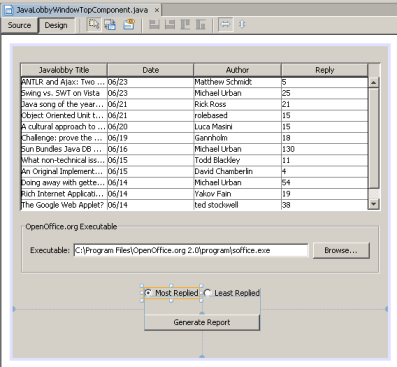 JavaLobbyWindowTopComponent.java ×
Source Design
Javalobby Title Date Author Reply
ANTLR and Ajax: Two ... 06/23 Matthew Schmidt 5
Swing vs. SWT on Vista 06/23 Michael Urban 25
Java song of the year... 06/21 Rick Ross 21
Object Oriented Unit t... 06/21 rolebased 15
A cultural approach to ... 06/20 Luca Masini 15
Challenge: prove the ... 06/19 Gannholm 18
Sun Bundles Java DB ... 06/16 Michael Urban 130
What non-technical iss... 06/15 Todd Blackley 11
An Original Implement... 06/15 David Chamberlin 4
Doing away with gette... 06/14 Michael Urban 54
Rich Internet Applicati... 06/14 Yakov Fain 19
The Google Web Applet? 06/14 ted stockwell 38
OpenOffice.org Executable
Executable: C:\Program Files\OpenOffice.org 2.0\program\soffice.exe Browse...
Most Replied Least Replied
Generate Report